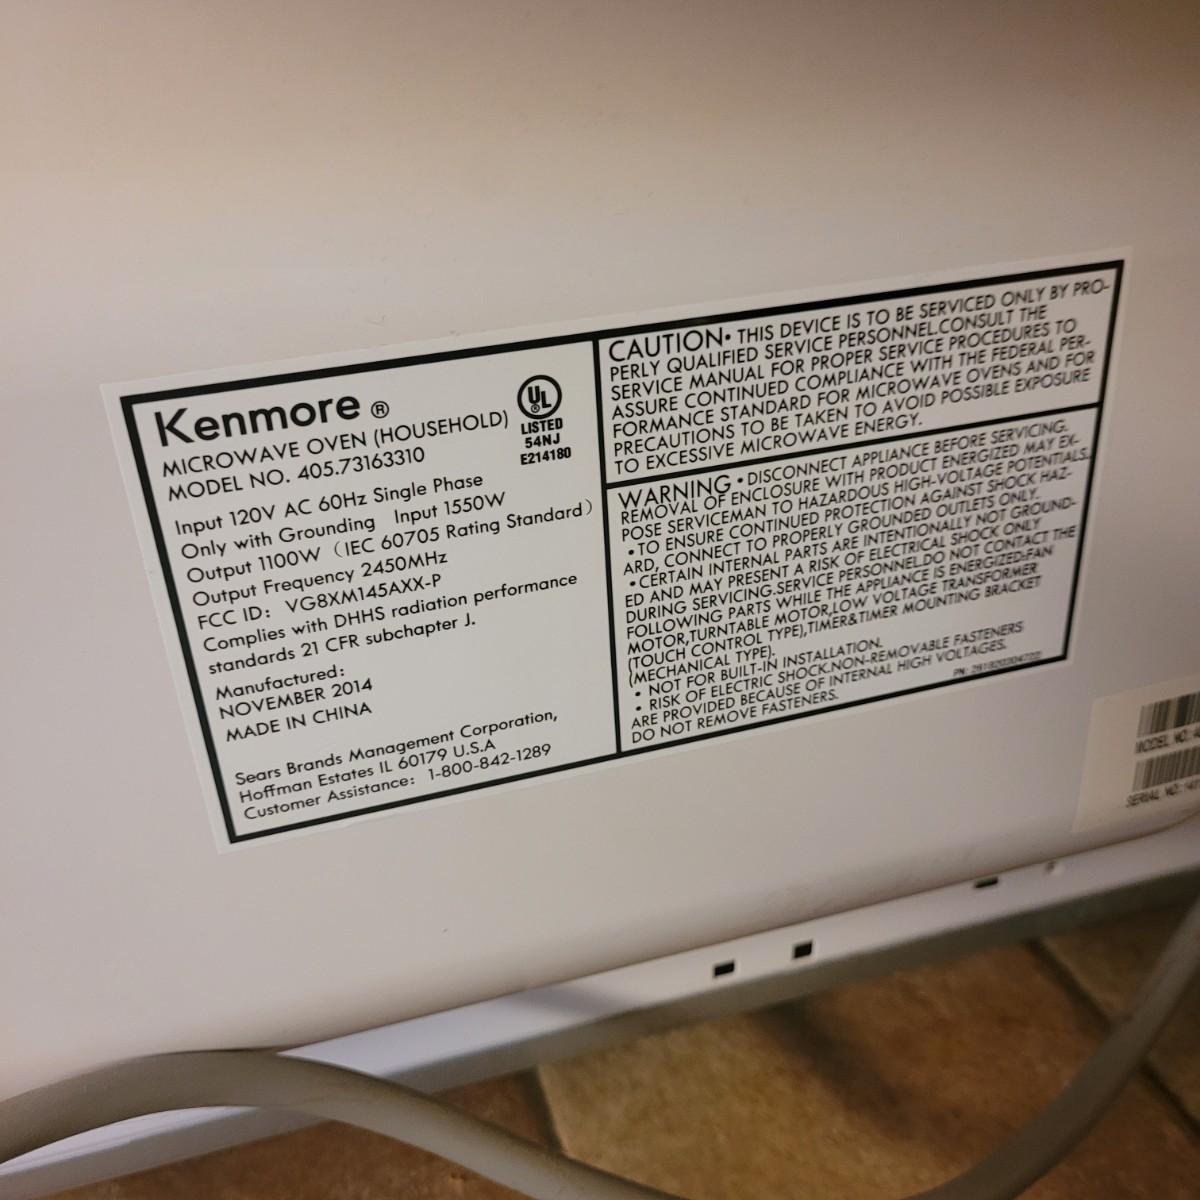 Kenmore ®
MICROWAVE OVEN (HOUSEHOLD)
MODEL NO. 405.73163310
UL
®
LISTED
54NJ
E214180
Input 120V AC 60Hz Single Phase
Only with Grounding Input 1550W
Output 1100W (IEC 60705 Rating Standard)
Output Frequency 2450MHz
FCC ID: VG8XM145AXX-P
Complies with DHHS radiation performance
standards 21 CFR subchapter J.
Manufactured:
NOVEMBER 2014
MADE IN CHINA
Sears Brands Management Corporation,
Hoffman Estates IL 60179 U.S.A
Customer Assistance: 1-800-842-1289
CAUTION• THIS DEVICE IS TO BE SERVICED ONLY BY PRO-
PERLY QUALIFIED SERVICE PERSONNEL.CONSULT THE
SERVICE MANUAL FOR PROPER SERVICE PROCEDURES TO
ASSURE CONTINUED COMPLIANCE WITH THE FEDERAL PER-
FORMANCE STANDARD FOR MICROWAVE OVENS AND FOR
PRECAUTIONS TO BE TAKEN TO AVOID POSSIBLE EXPOSURE
TO EXCESSIVE MICROWAVE ENERGY.
WARNING • DISCONNECT APPLIANCE BEFORE SERVICING.
REMOVAL OF ENCLOSURE WITH PRODUCT ENERGIZED MAY EX-
POSE SERVICEMAN TO HAZARDOUS HIGH-VOLTAGE POTENTIALS.
• TO ENSURE CONTINUED PROTECTION AGAINST SHOCK HAZ-
ARD, CONNECT TO PROPERLY GROUNDED OUTLETS ONLY.
• CERTAIN INTERNAL PARTS ARE INTENTIONALLY NOT GROUND-
ED AND MAY PRESENT A RISK OF ELECTRICAL SHOCK ONLY
DURING SERVICING.SERVICE PERSONNEL.DO NOT CONTACT THE
FOLLOWING PARTS WHILE THE APPLIANCE IS ENERGIZED:FAN
MOTOR,TURNTABLE MOTOR,LOW VOLTAGE TRANSFORMER
(TOUCH CONTROL TYPE),TIMER&TIMER MOUNTING BRACKET
(MECHANICAL TYPE).
• NOT FOR BUILT-IN INSTALLATION.
• RISK OF ELECTRIC SHOCK.NON-REMOVABLE FASTENERS
ARE PROVIDED BECAUSE OF INTERNAL HIGH VOLTAGES.
DO NOT REMOVE FASTENERS.
PN:
MODEL NO:
SERIAL NO: